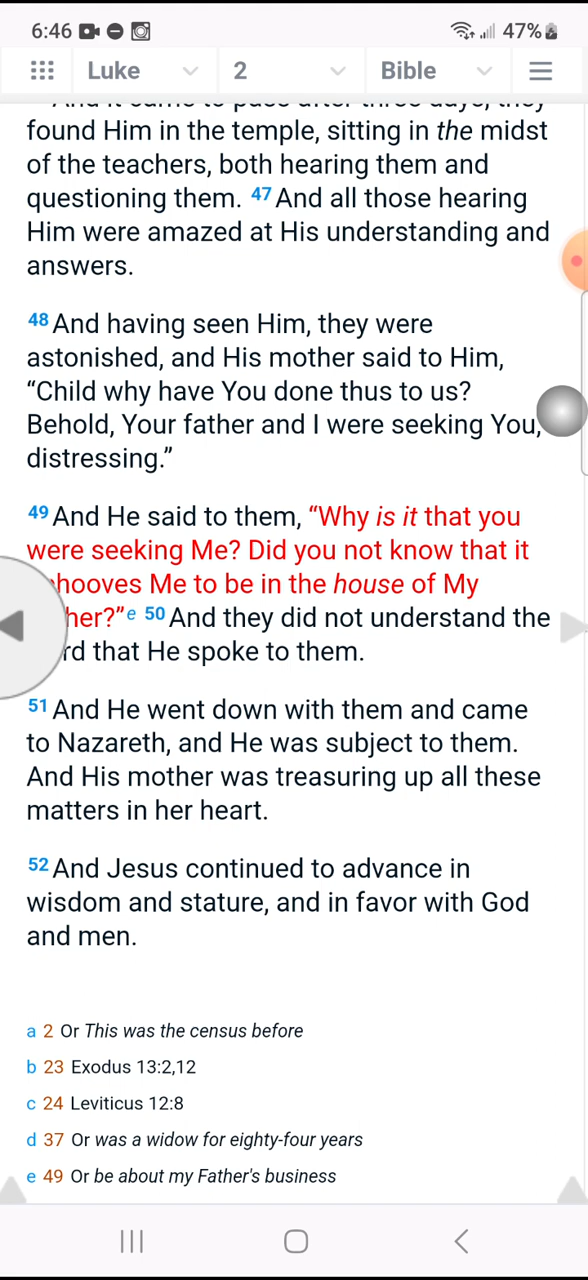 6:46 47%
Luke 2 Bible
And it came to pass after three days, they
found Him in the temple, sitting in the midst
of the teachers, both hearing them and
questioning them. 47 And all those hearing
Him were amazed at His understanding and
answers.
48 And having seen Him, they were
astonished, and His mother said to Him,
“Child why have You done thus to us?
Behold, Your father and I were seeking You,
distressing.”
49 And He said to them, “Why is it that you
were seeking Me? Did you not know that it
hooves Me to be in the house of My
her?”e 50 And they did not understand the
rd that He spoke to them.
51 And He went down with them and came
to Nazareth, and He was subject to them.
And His mother was treasuring up all these
matters in her heart.
52 And Jesus continued to advance in
wisdom and stature, and in favor with God
and men.
a 2 Or This was the census before
b 23 Exodus 13:2,12
c 24 Leviticus 12:8
d 37 Or was a widow for eighty-four years
e 49 Or be about my Father's business